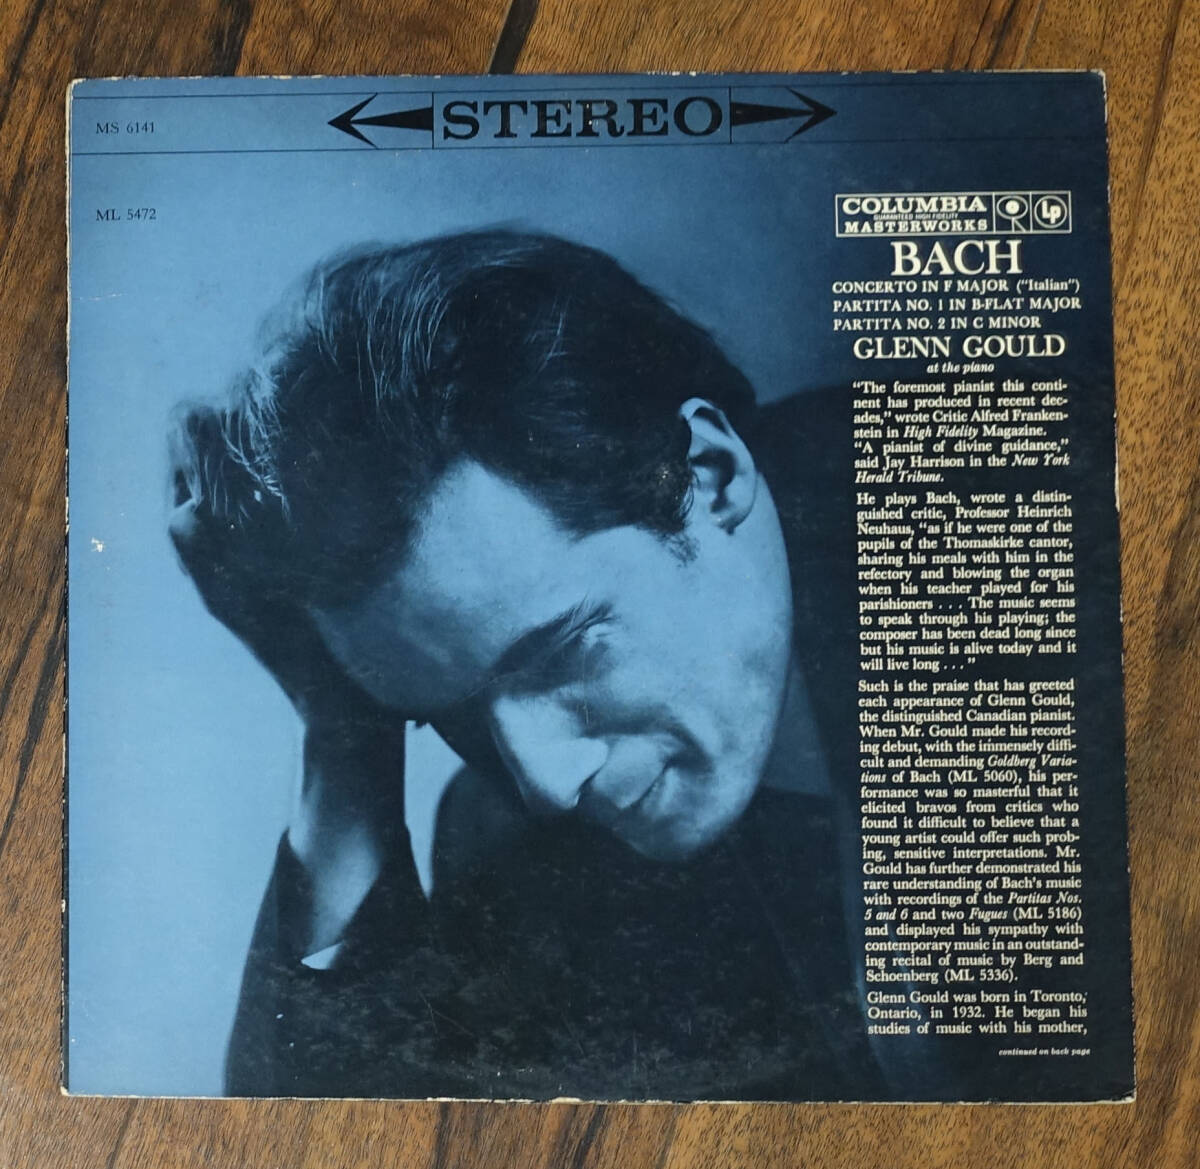 MS 6141
STEREO
ML 5472
COLUMBIA
GUARANTEED HIGH FIDELITY
MASTERWORKS
Lp
BACH
CONCERTO IN F MAJOR ("Italian")
PARTITA NO. 1 IN B-FLAT MAJOR
PARTITA NO. 2 IN C MINOR
GLENN GOULD
at the piano
"The foremost pianist this conti-
nent has produced in recent dec-
ades," wrote Critic Alfred Franken-
stein in High Fidelity Magazine.
"A pianist of divine guidance,"
said Jay Harrison in the New York
Herald Tribune.
He plays Bach, wrote a distin-
guished critic, Professor Heinrich
Neuhaus, "as if he were one of the
pupils of the Thomaskirke cantor,
sharing his meals with him in the
refectory and blowing the organ
when his teacher played for his
parishioners . . . The music seems
to speak through his playing; the
composer has been dead long since
but his music is alive today and it
will live long . . ."
Such is the praise that has greeted
each appearance of Glenn Gould,
the distinguished Canadian pianist.
When Mr. Gould made his record-
ing debut, with the immensely diffi-
cult and demanding Goldberg Varia-
tions of Bach (ML 5060), his per-
formance was so masterful that it
elicited bravos from critics who
found it difficult to believe that a
young artist could offer such prob-
ing, sensitive interpretations. Mr.
Gould has further demonstrated his
rare understanding of Bach's music
with recordings of the Partitas Nos.
5 and 6 and two Fugues (ML 5186)
and displayed his sympathy with
contemporary music in an outstand-
ing recital of music by Berg and
Schoenberg (ML 5336).
Glenn Gould was born in Toronto,
Ontario, in 1932. He began his
studies of music with his mother,
continued on back page